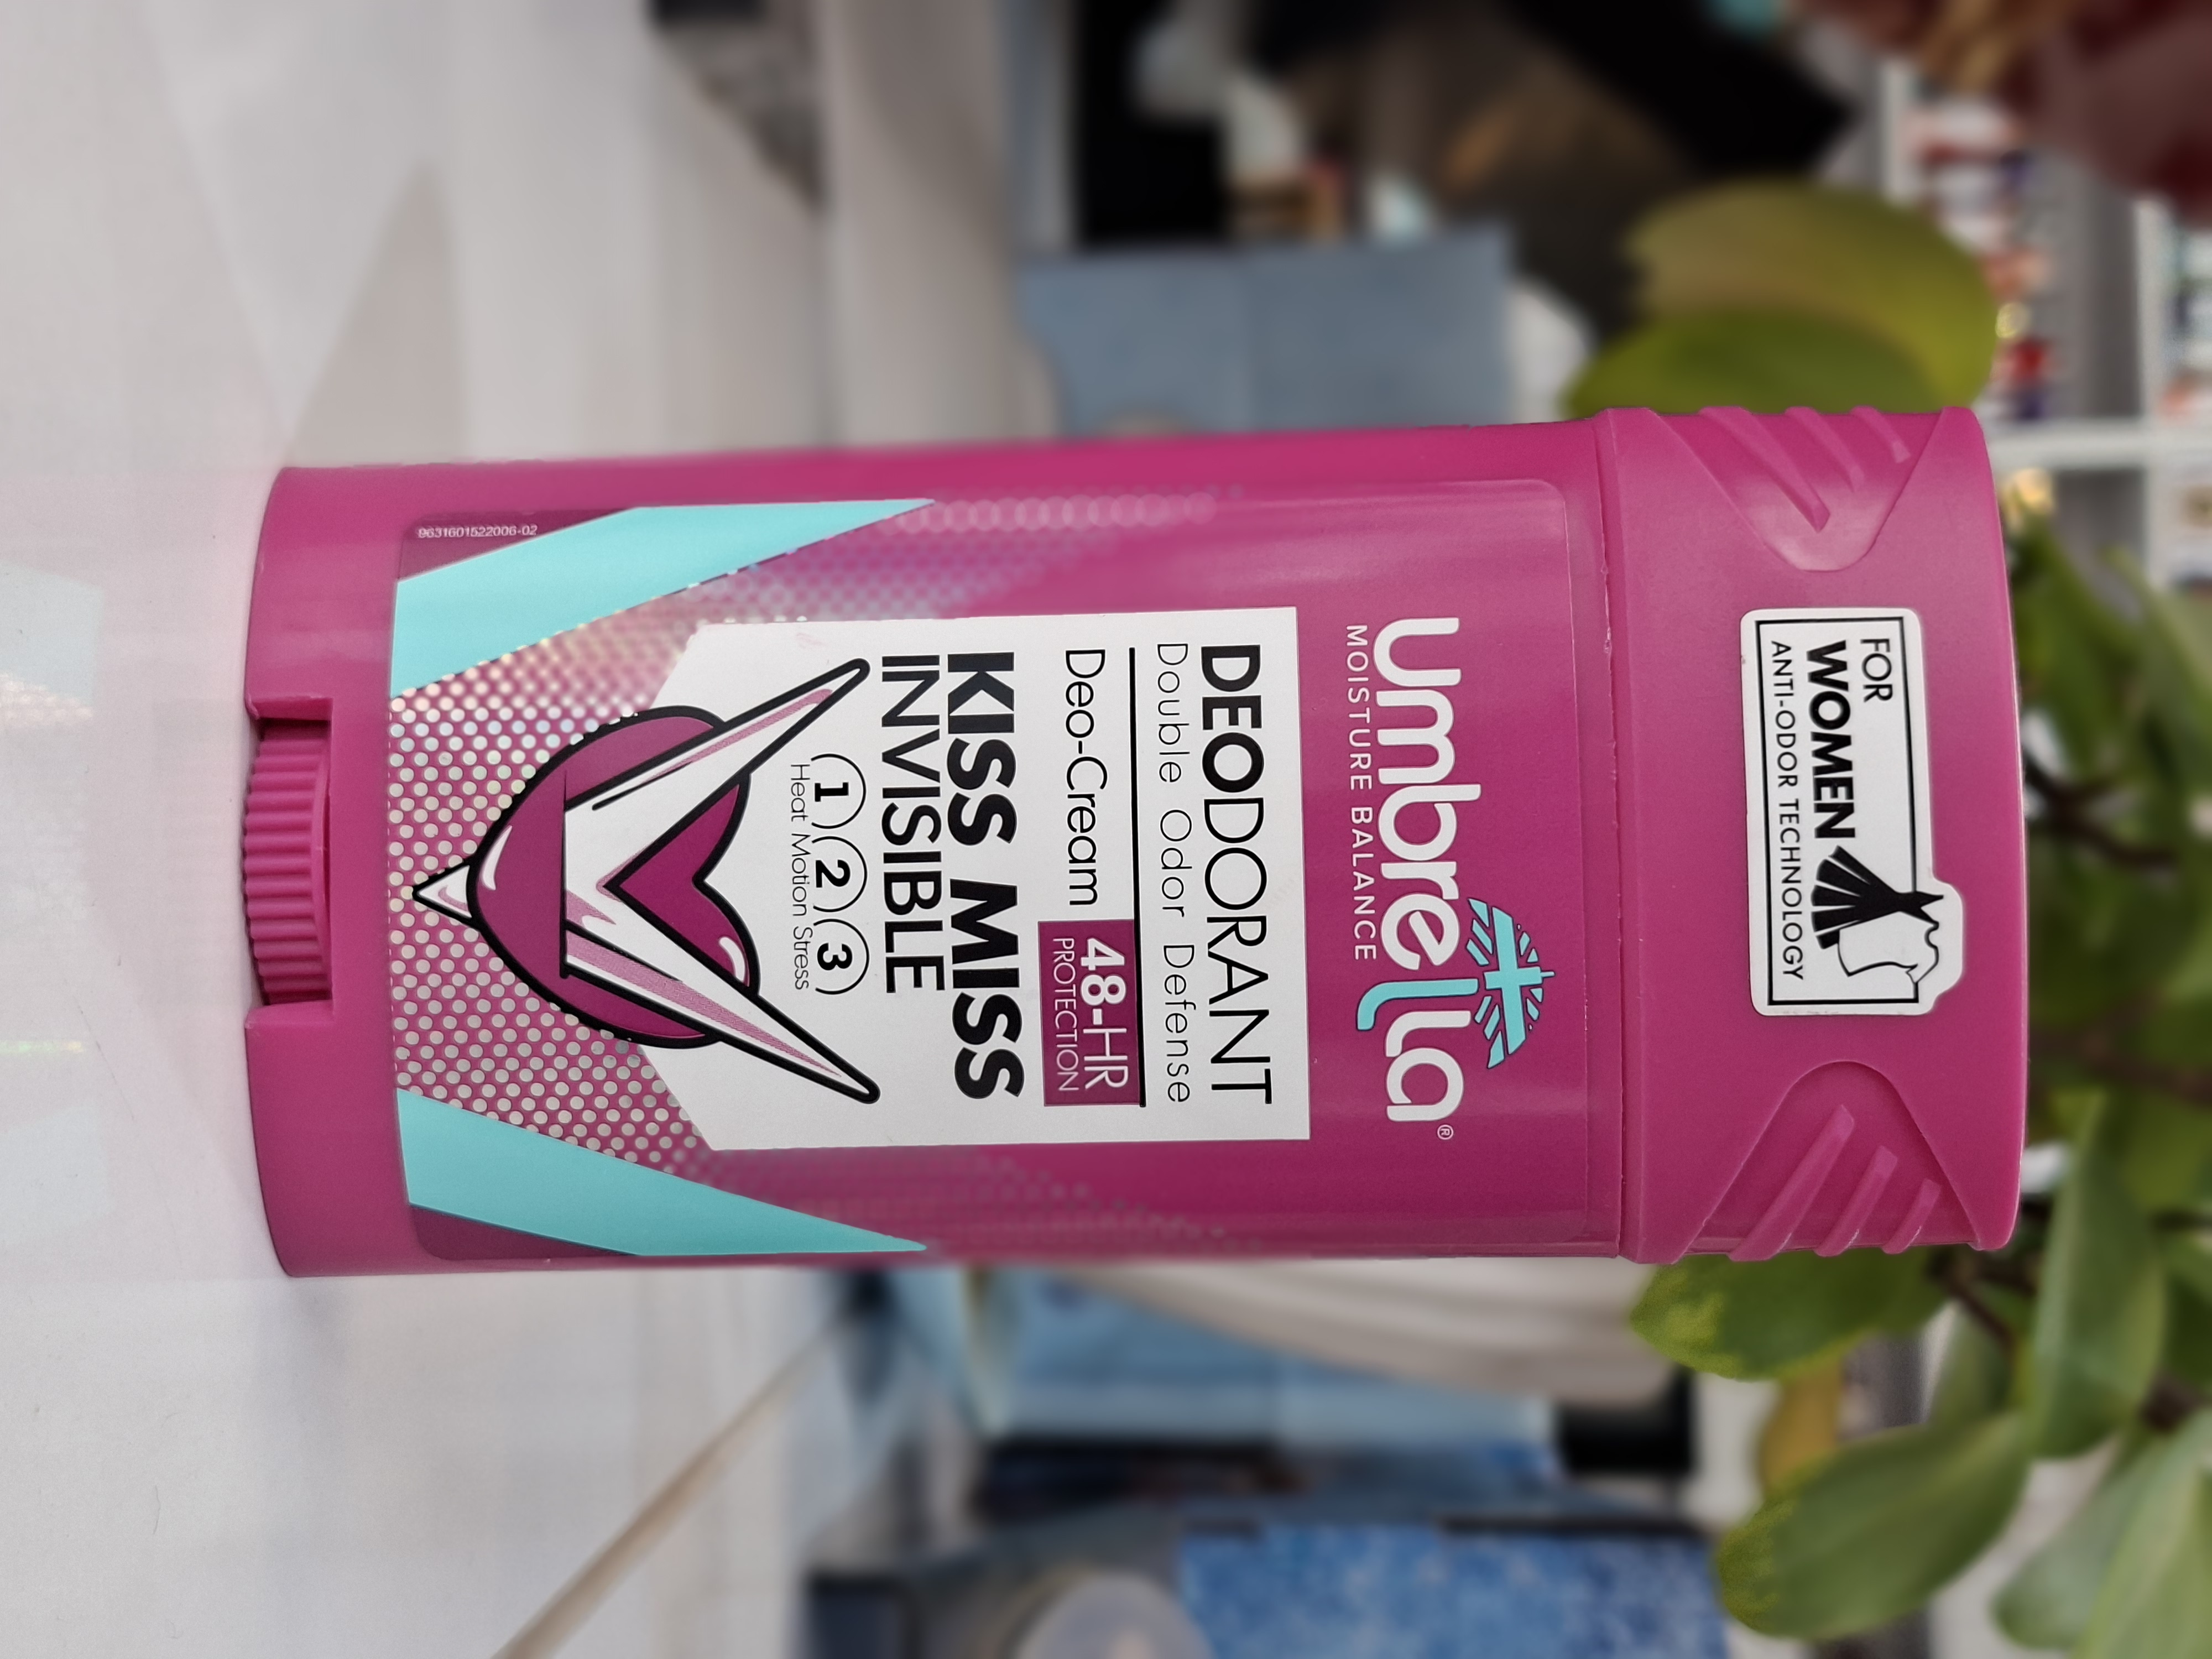 FOR
WOMEN
ANTI-ODOR TECHNOLOGY
umbrella®
MOISTURE BALANCE
DEODORANT
Double Odor Defense
Deo-Cream
48-HR
PROTECTION
KISS MISS
INVISIBLE
1 2 3
Heat Motion Stress
9631601522006-02